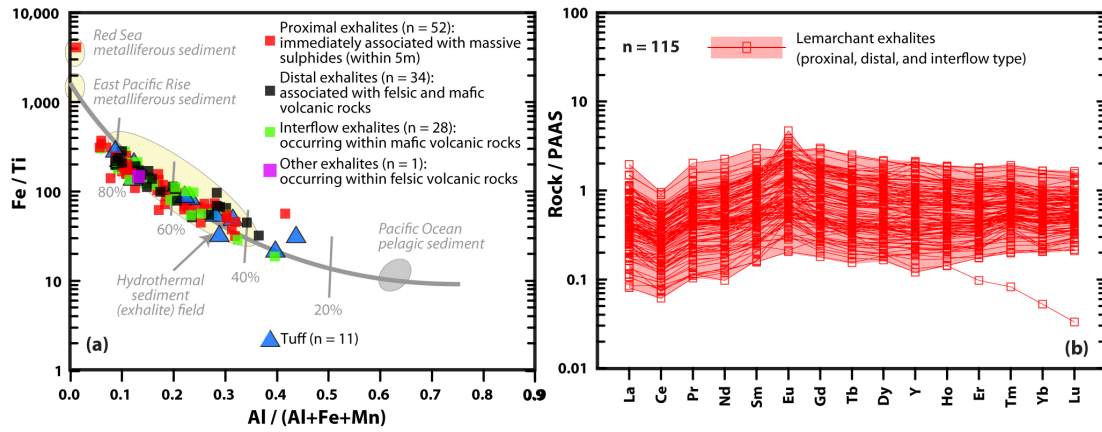 10,000
1,000
100
10
1
Fe / Ti
Red Sea
metalliferous sediment
East Pacific Rise
metalliferous sediment
Proximal exhalites (n = 52):
immediately associated with massive
sulphides (within 5m)
Distal exhalites (n = 34):
associated with felsic and mafic
volcanic rocks
Interflow exhalites (n = 28):
occurring within mafic volcanic rocks
Other exhalites (n = 1):
occurring within felsic volcanic rocks
80%
60%
40%
20%
Pacific Ocean
pelagic sediment
Hydrothermal
sediment
(exhalite) field
Tuff (n = 11)
(a)
0.0 0.1 0.2 0.3 0.4 0.5 0.6 0.7 0.8 0.9
Al / (Al+Fe+Mn)
100
10
1
0.1
0.01
Rock / PAAS
n = 115
Lemarchant exhalites
(proxinal, distal, and interflow type)
(b)
La Ce Pr Nd Sm Eu Gd Tb Dy Y Ho Er Tm Yb Lu